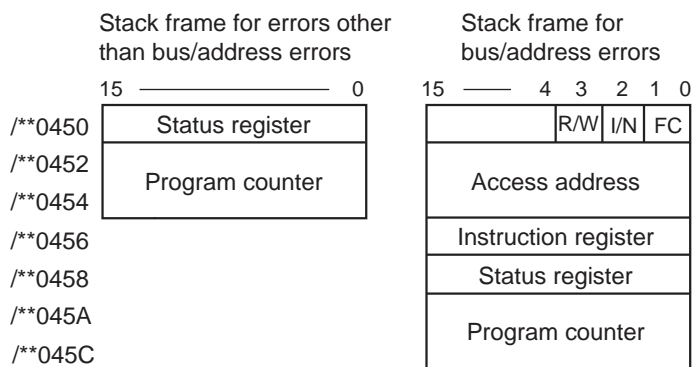 Stack frame for errors other
than bus/address errors
Stack frame for
bus/address errors
15 0
15 4 3 2 1 0
/**0450 Status register R/W I/N FC
/**0452
Program counter Access address
/**0454
/**0456 Instruction register
/**0458 Status register
/**045A
Program counter
/**045C